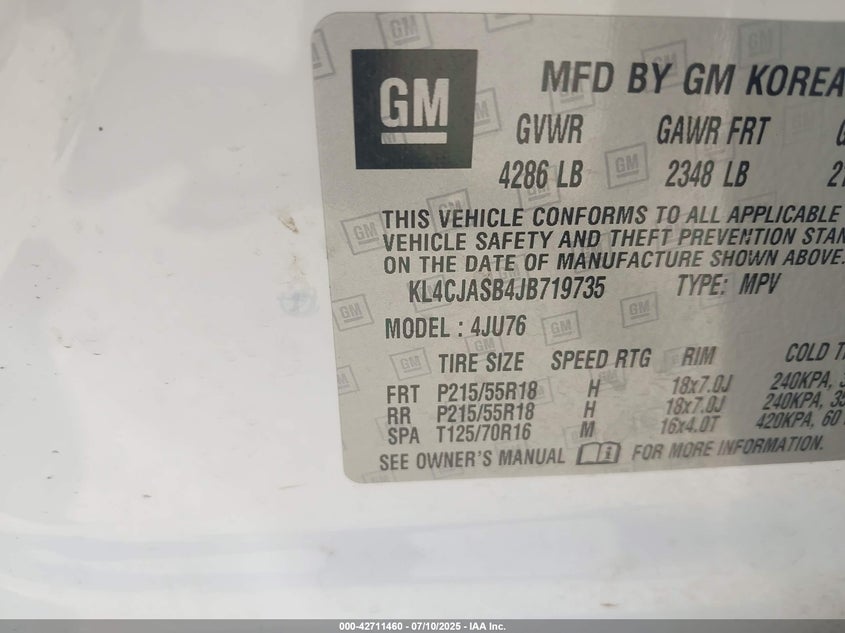 GM
MFD BY GM KOREA
GVWR GAWR FRT
4286 LB 2348 LB
THIS VEHICLE CONFORMS TO ALL APPLICABLE
VEHICLE SAFETY AND THEFT PREVENTION STAN
ON THE DATE OF MANUFACTURE SHOWN ABOVE.
KL4CJASB4JB719735 TYPE: MPV
MODEL : 4JU76
TIRE SIZE SPEED RTG RIM COLD T
FRT P215/55R18 H 18x7.0J 240KPA,
RR P215/55R18 H 18x7.0J 240KPA, 35
SPA T125/70R16 M 16x4.0T 420KPA, 60
SEE OWNER'S MANUAL FOR MORE INFORMATION.
000-42711460 - 07/10/2025 - IAA Inc.